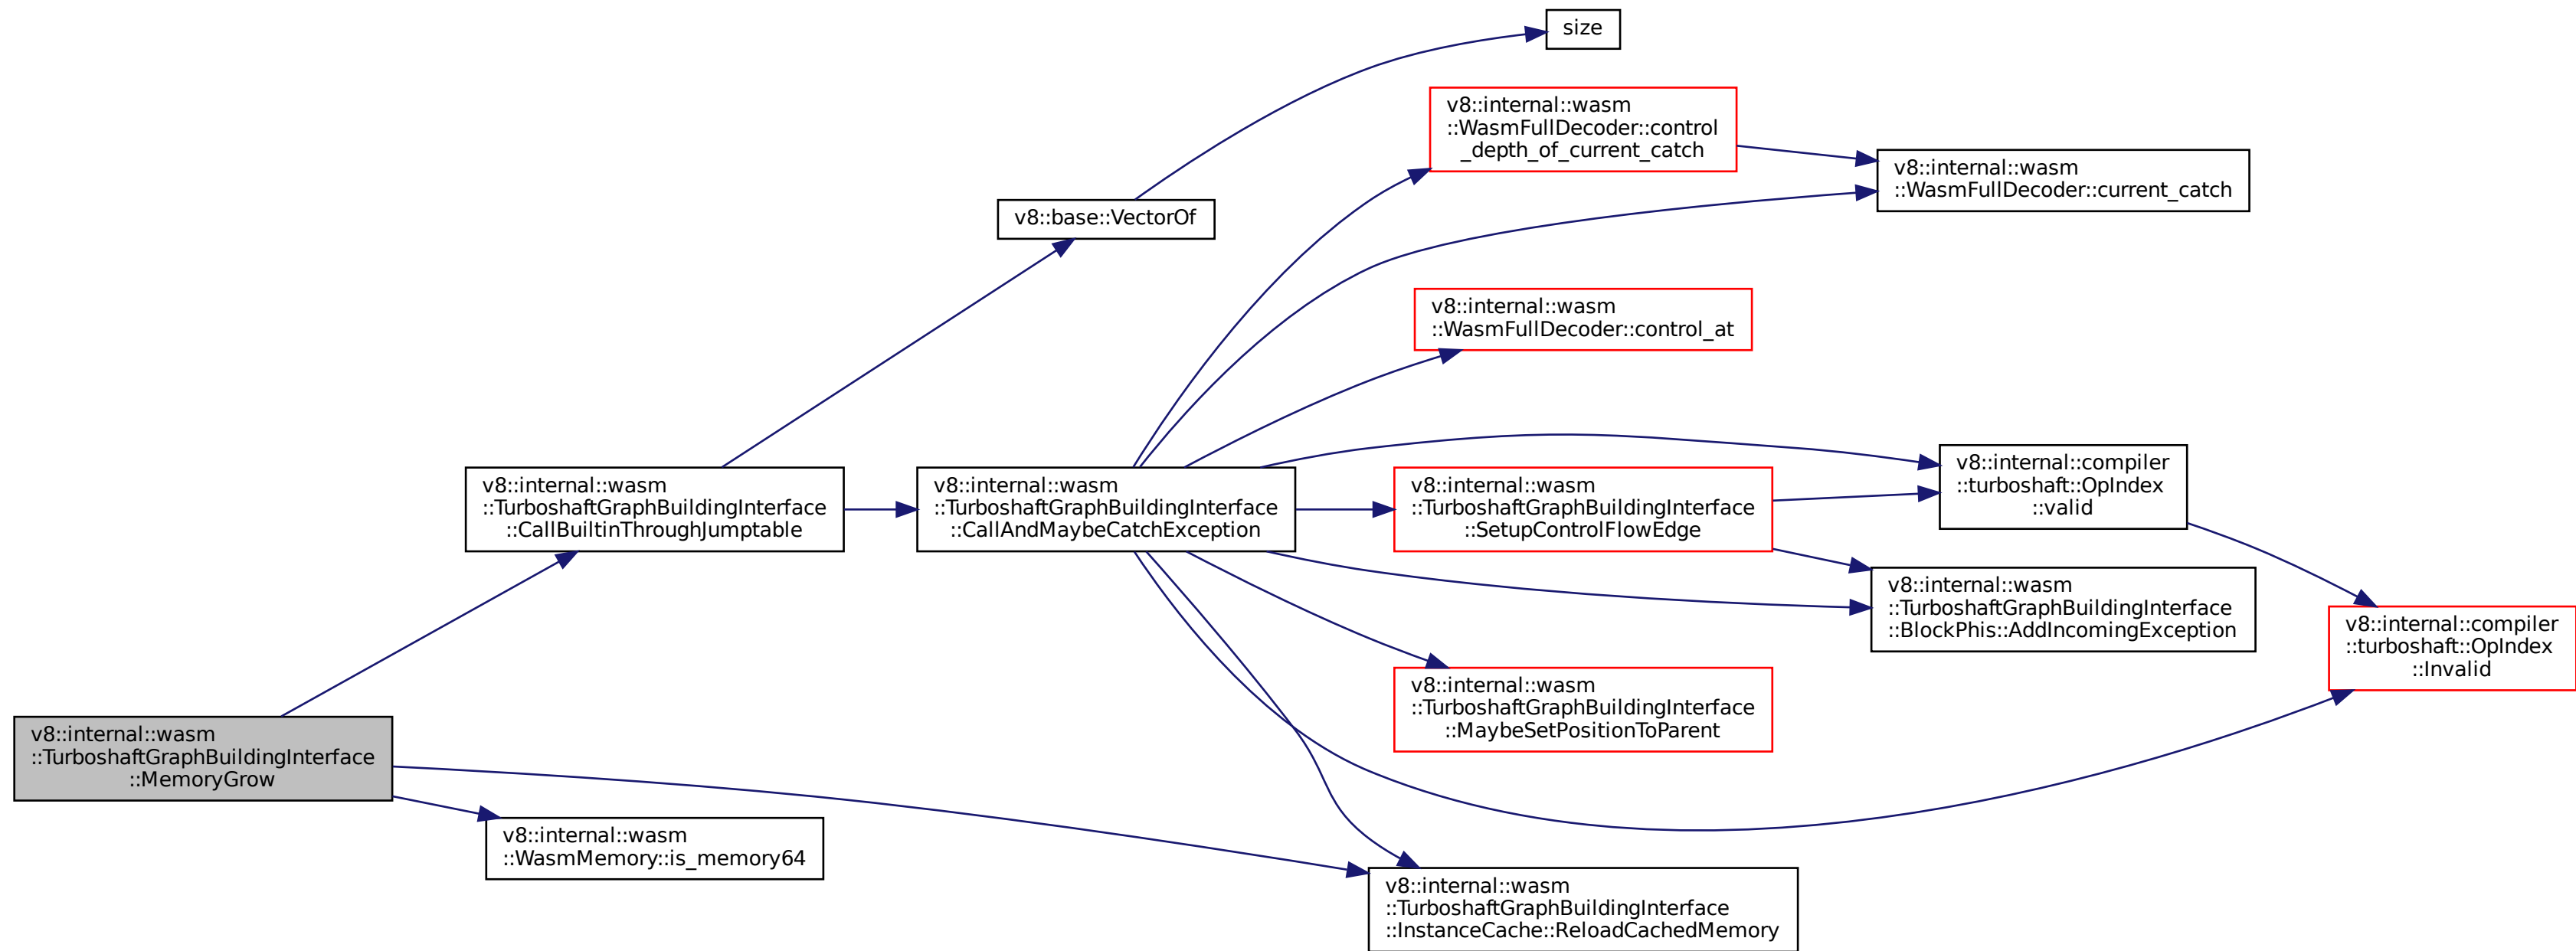 size
v8::internal::wasm
::WasmFullDecoder::control
_depth_of_current_catch
v8::internal::wasm
::WasmFullDecoder::current_catch
v8::base::VectorOf
v8::internal::wasm
::WasmFullDecoder::control_at
v8::internal::compiler
::turboshaft::OpIndex
::valid
v8::internal::wasm
::TurboshaftGraphBuildingInterface
::CallBuiltinThroughJumptable
v8::internal::wasm
::TurboshaftGraphBuildingInterface
::CallAndMaybeCatchException
v8::internal::wasm
::TurboshaftGraphBuildingInterface
::SetupControlFlowEdge
v8::internal::wasm
::TurboshaftGraphBuildingInterface
::BlockPhis::AddIncomingException
v8::internal::compiler
::turboshaft::OpIndex
::Invalid
v8::internal::wasm
::TurboshaftGraphBuildingInterface
::MaybeSetPositionToParent
v8::internal::wasm
::TurboshaftGraphBuildingInterface
::MemoryGrow
v8::internal::wasm
::WasmMemory::is_memory64
v8::internal::wasm
::TurboshaftGraphBuildingInterface
::InstanceCache::ReloadCachedMemory